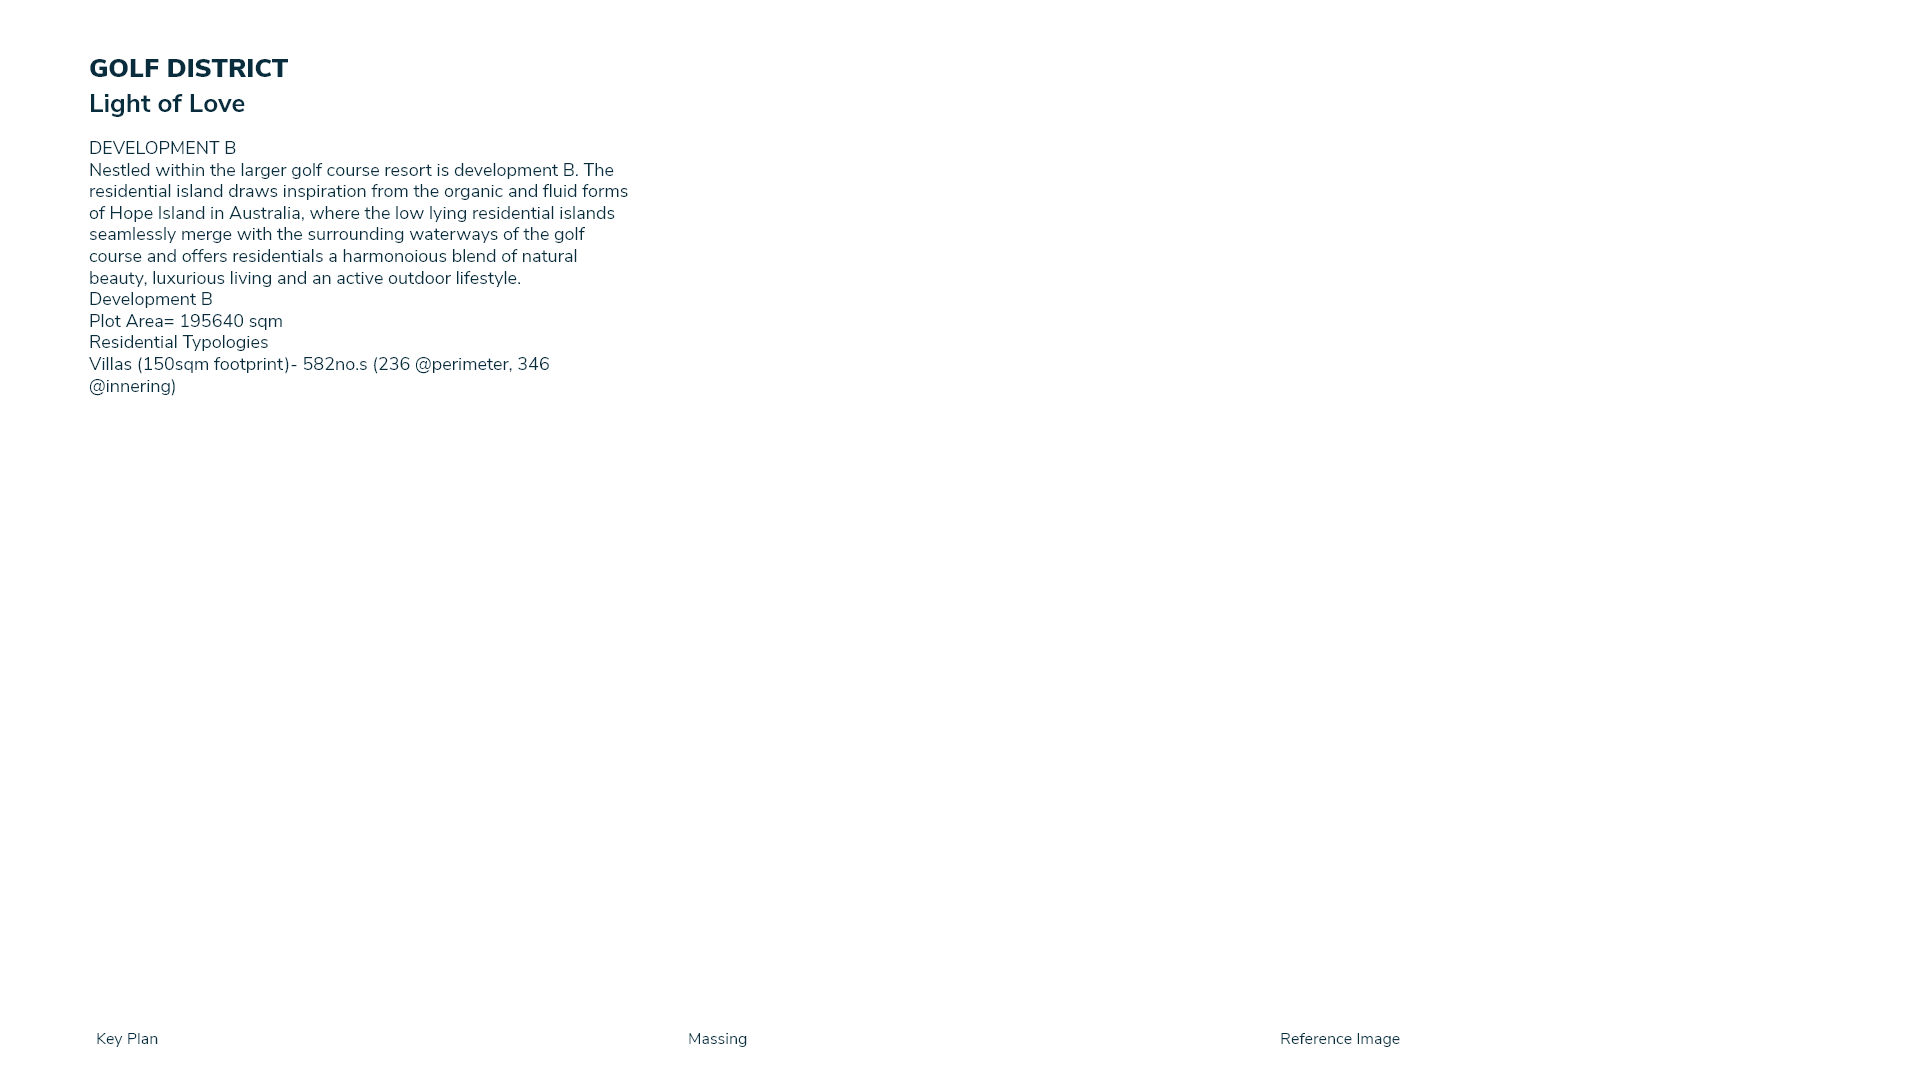 GOLF DISTRICT
Light of Love
DEVELOPMENT B
Nestled within the larger golf course resort is development B. The
residential island draws inspiration from the organic and fluid forms
of Hope Island in Australia, where the low lying residential islands
seamlessly merge with the surrounding waterways of the golf
course and offers residentials a harmonoious blend of natural
beauty, luxurious living and an active outdoor lifestyle.
Development B
Plot Area= 195640 sqm
Residential Typologies
Villas (150sqm footprint)- 582no.s (236 @perimeter, 346
@innering)
Key Plan
Massing
Reference Image